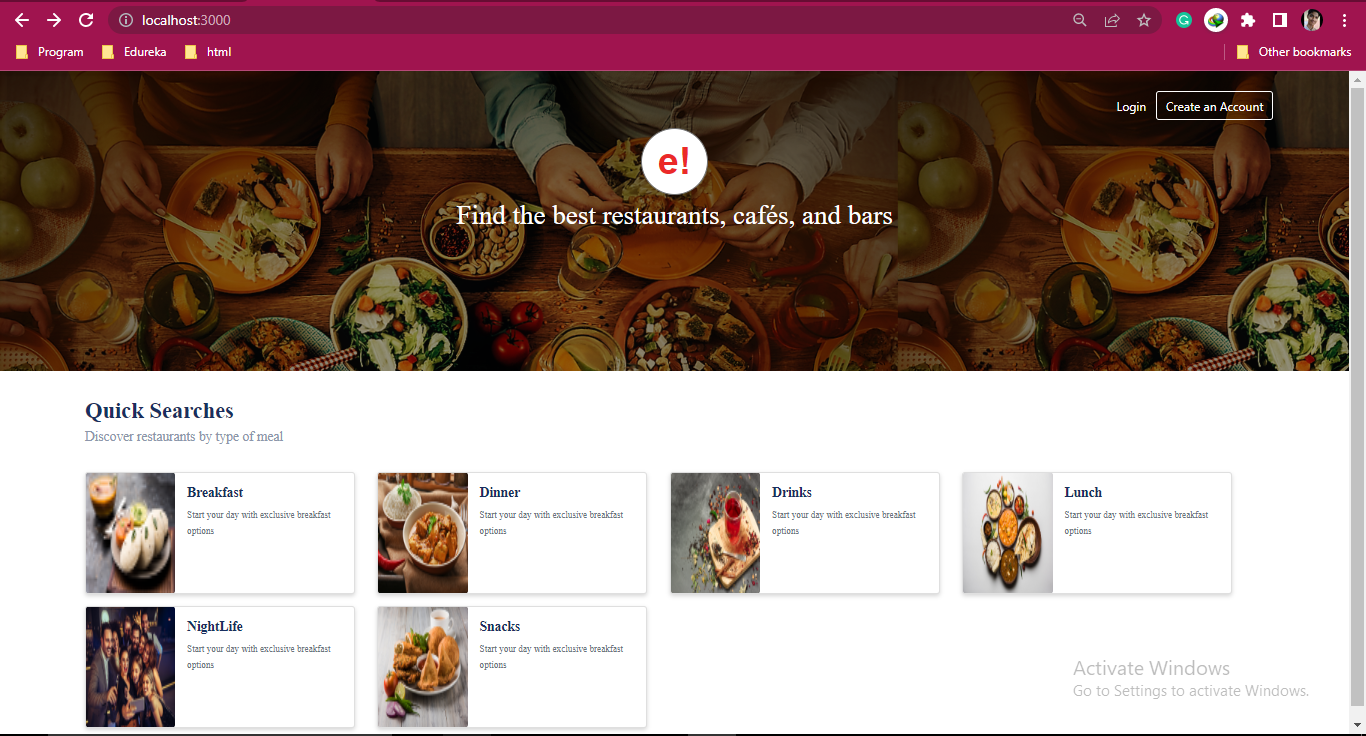 localhost:3000
Program Edureka html Other bookmarks
Login Create an Account
e!
Find the best restaurants, cafés, and bars
Quick Searches
Discover restaurants by type of meal
Breakfast
Start your day with exclusive breakfast
options
Dinner
Start your day with exclusive breakfast
options
Drinks
Start your day with exclusive breakfast
options
Lunch
Start your day with exclusive breakfast
options
NightLife
Start your day with exclusive breakfast
options
Snacks
Start your day with exclusive breakfast
options
Activate Windows
Go to Settings to activate Windows.